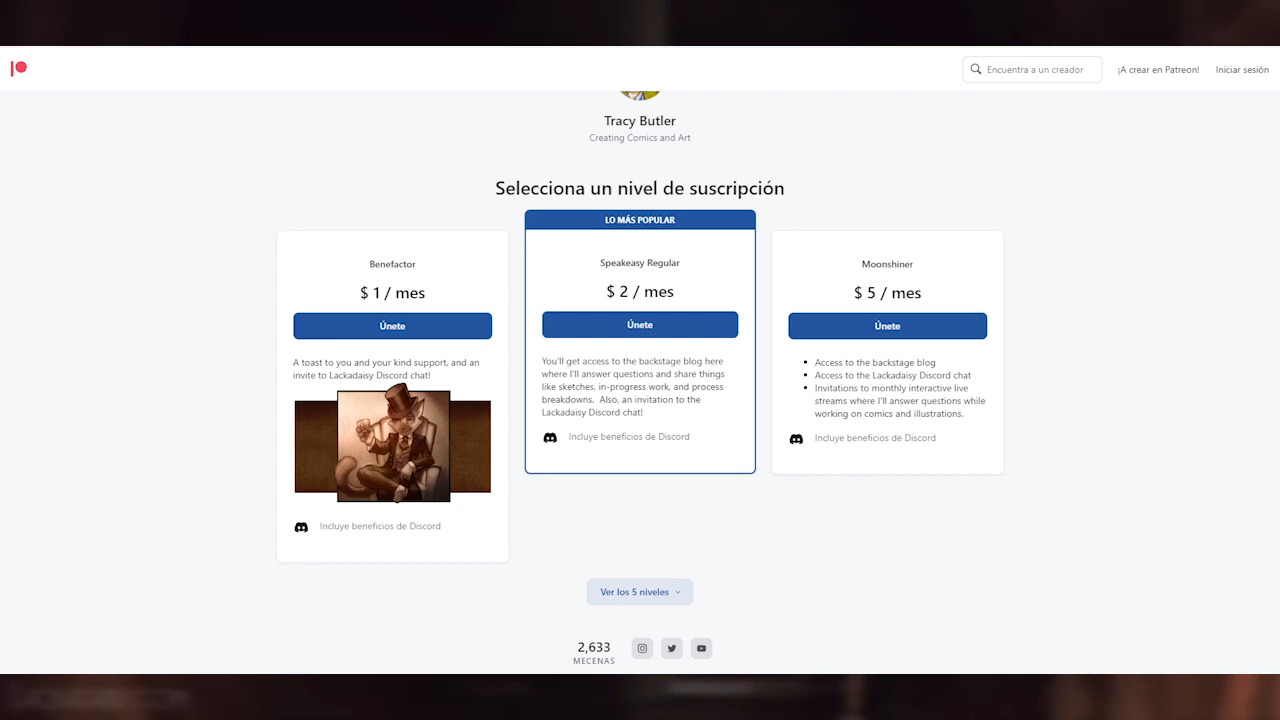 Encuentra a un creador
¡A crear en Patreon!
Iniciar sesión
Tracy Butler
Creating Comics and Art
Selecciona un nivel de suscripción
LO MÁS POPULAR
Benefactor
$ 1 / mes
Únete
A toast to you and your kind support, and an
invite to Lackadaisy Discord chat!
Incluye beneficios de Discord
Speakeasy Regular
$ 2 / mes
Únete
You'll get access to the backstage blog here
where I'll answer questions and share things
like sketches, in-progress work, and process
breakdowns. Also, an invitation to the
Lackadaisy Discord chat!
Incluye beneficios de Discord
Moonshiner
$ 5 / mes
Únete
Access to the backstage blog
Access to the Lackadaisy Discord chat
Invitations to monthly interactive live
streams where I'll answer questions while
working on comics and illustrations.
Incluye beneficios de Discord
Ver los 5 niveles
2,633
MECENAS